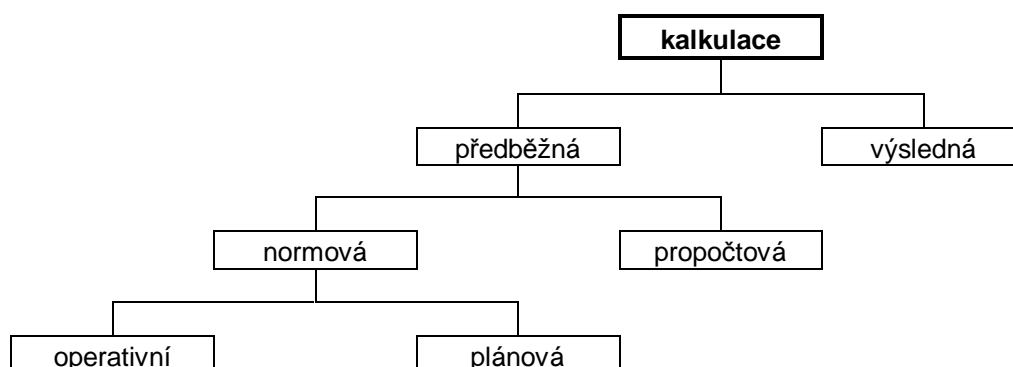 kalkulace
předběžná
výsledná
normová
propočtová
operativní
plánová